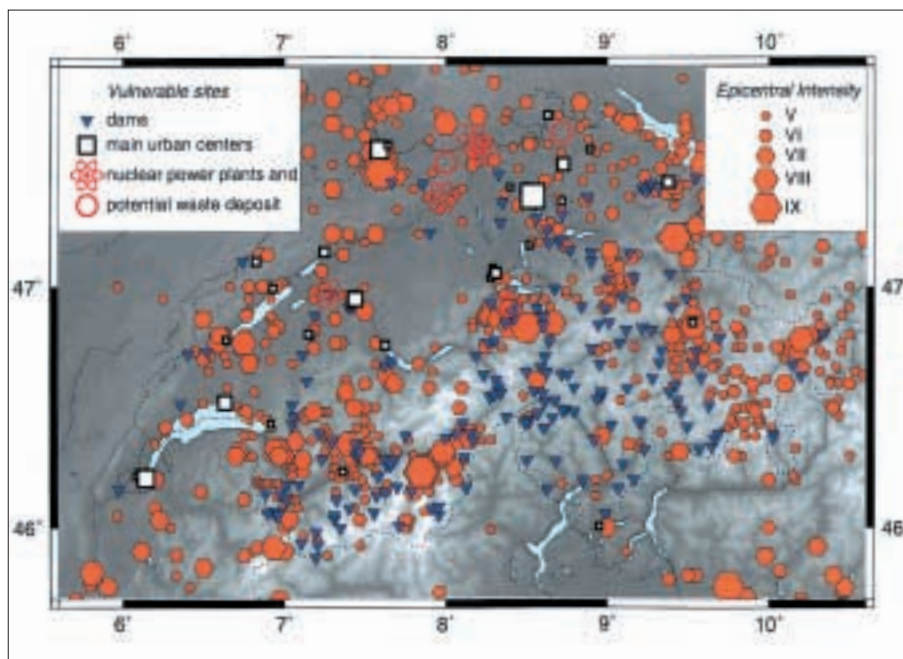 6°
7°
8°
9°
10°
Vulnerable sites
dams
main urban centers
nuclear power plants and
potential waste deposit
Epicentral Intensity
V
VI
VII
VIII
IX
47°
47°
46°
46°
6°
7°
8°
9°
10°